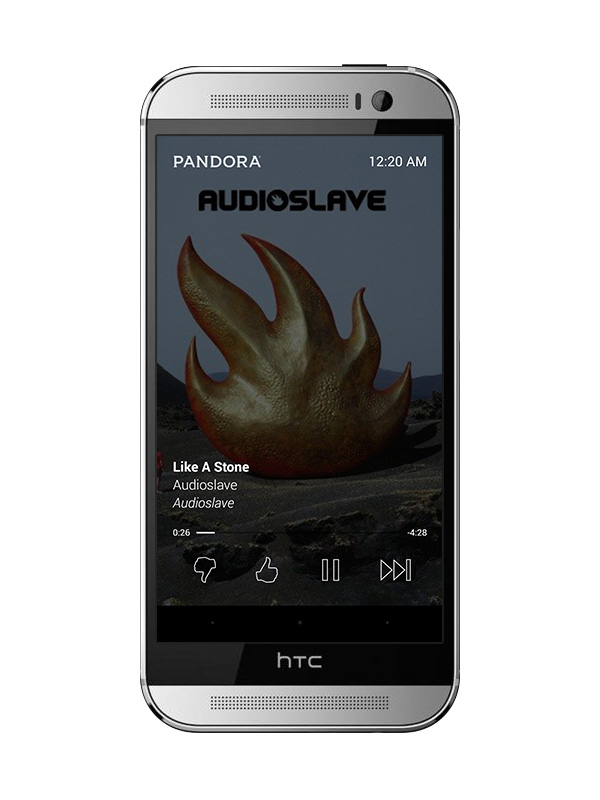 PANDORA
12:20 AM
AUDIOSLAVE
Like A Stone
Audioslave
Audioslave
0:26
-4:28
hTC